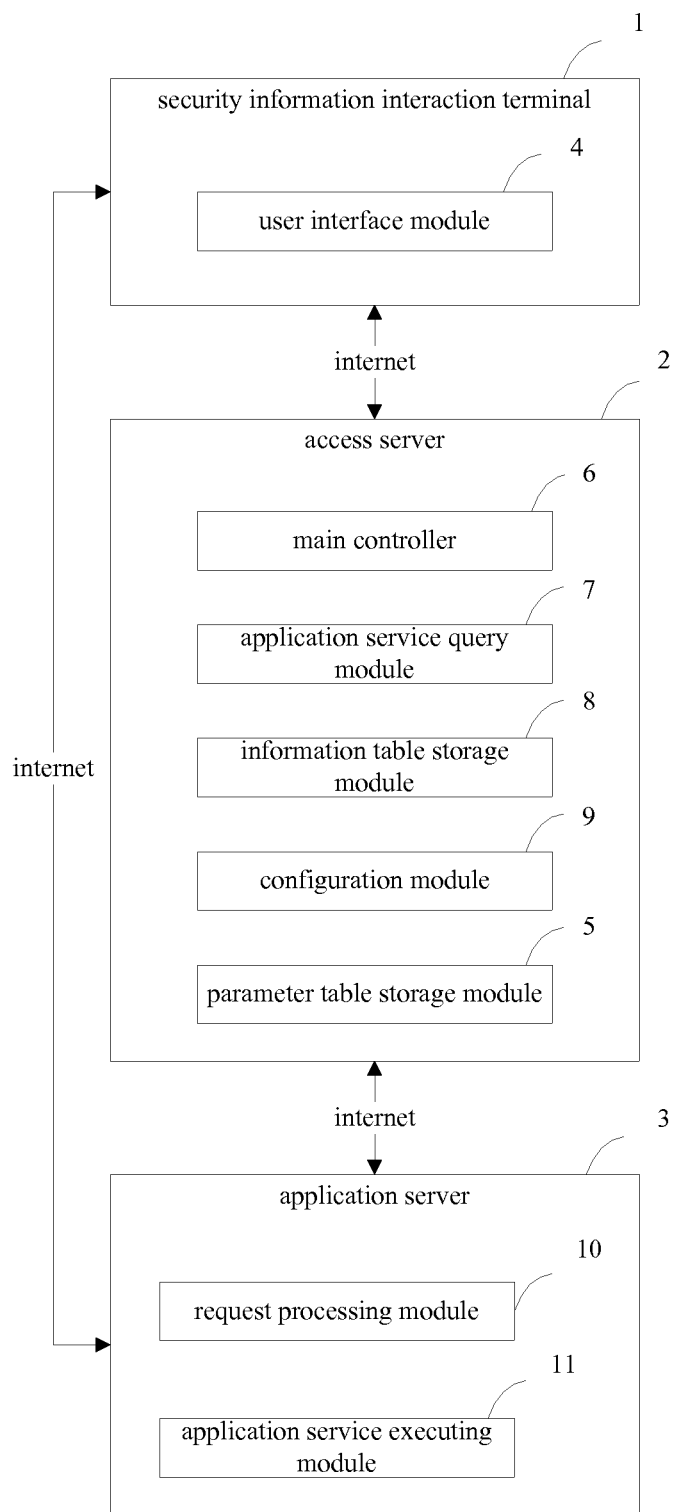 1
security information interaction terminal
4
user interface module
internet
2
access server
6
main controller
7
application service query
module
8
information table storage
module
internet
9
configuration module
5
parameter table storage module
internet
3
application server
10
request processing module
11
application service executing
module